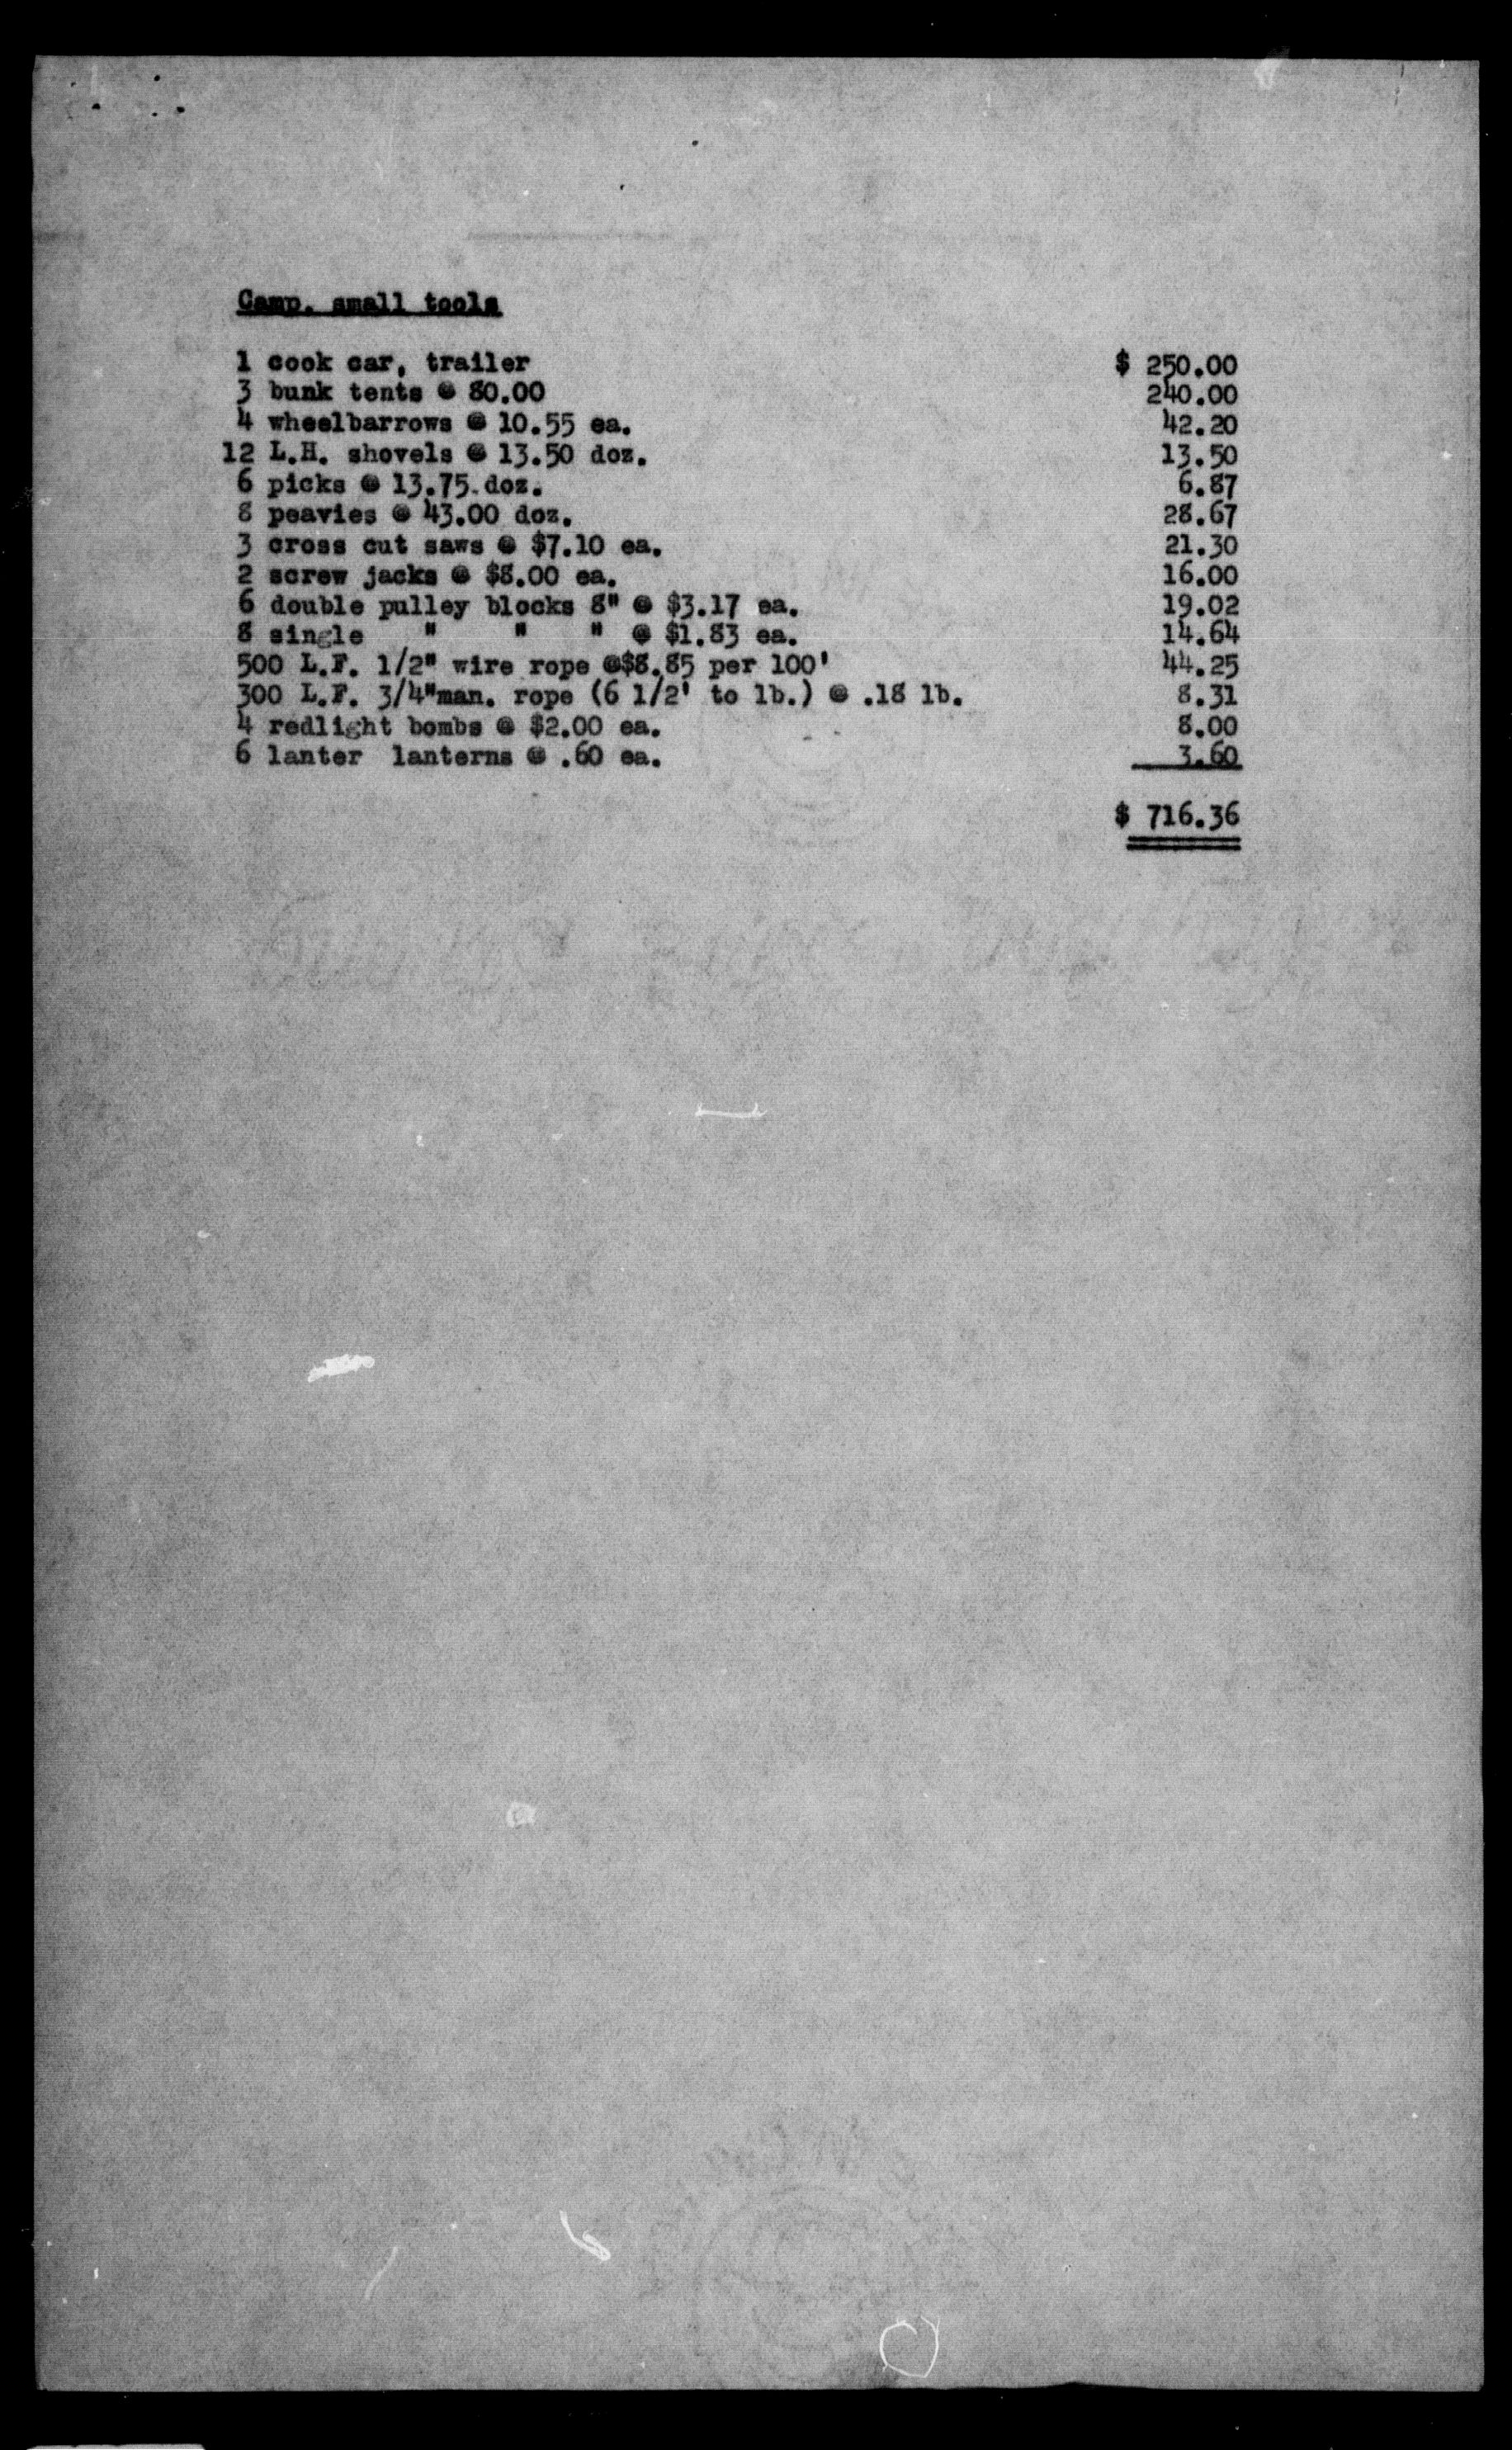 Camp. small tools
1 cook car, trailer $ 250.00
3 bunk tents @ 80.00 240.00
4 wheelbarrows @ 10.55 ea. 42.20
12 L.H. shovels @ 13.50 doz. 13.50
6 picks @ 13.75.doz. 6.87
8 peavies @ 43.00 doz. 28.67
3 cross cut saws @ $7.10 ea. 21.30
2 screw jacks @ $8.00 ea. 16.00
6 double pulley blocks 8" @ $3.17 ea. 19.02
8 single " " " @ $1.83 ea. 14.64
500 L.F. 1/2" wire rope @$8.85 per 100' 44.25
300 L.F. 3/4"man. rope (6 1/2' to lb.) @ .18 lb. 8.31
4 redlight bombs @ $2.00 ea. 8.00
6 lanter lanterns @ .60 ea. 3.60
$ 716.36